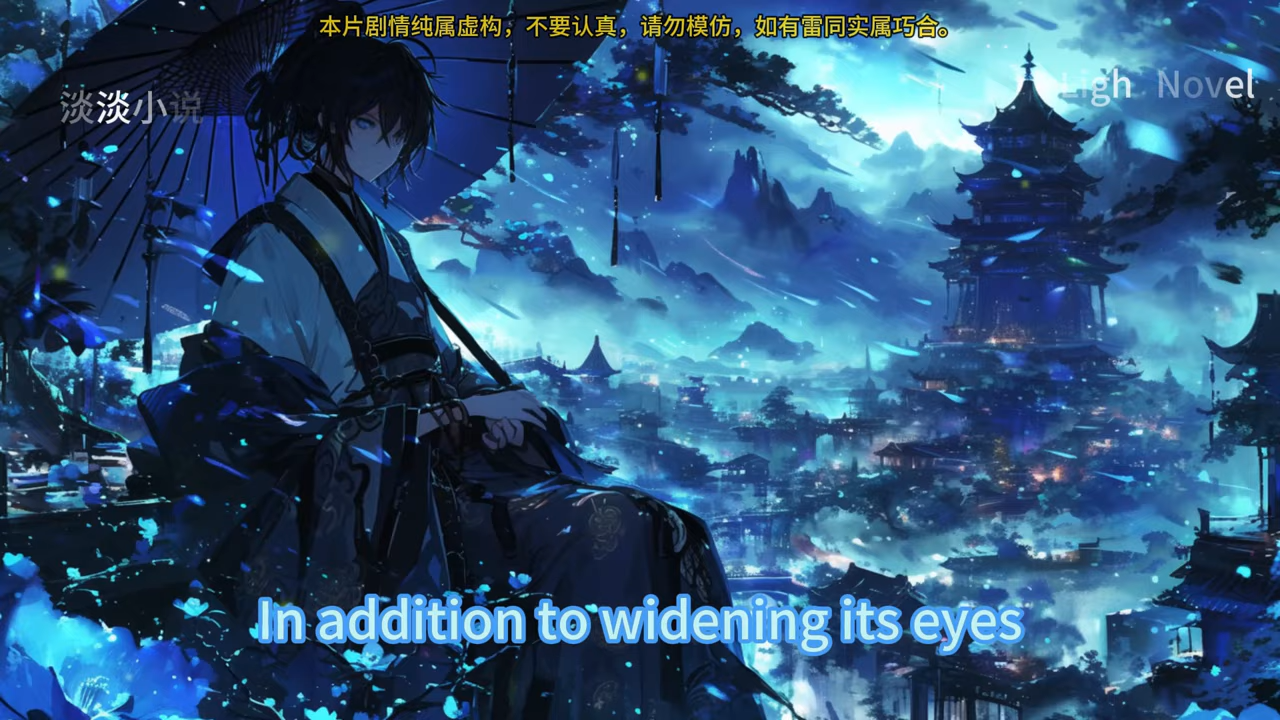 本片剧情纯属虚构，不要认真，请勿模仿，如有雷同实属巧合。
淡淡小说
Ligh Novel
In addition to widening its eyes